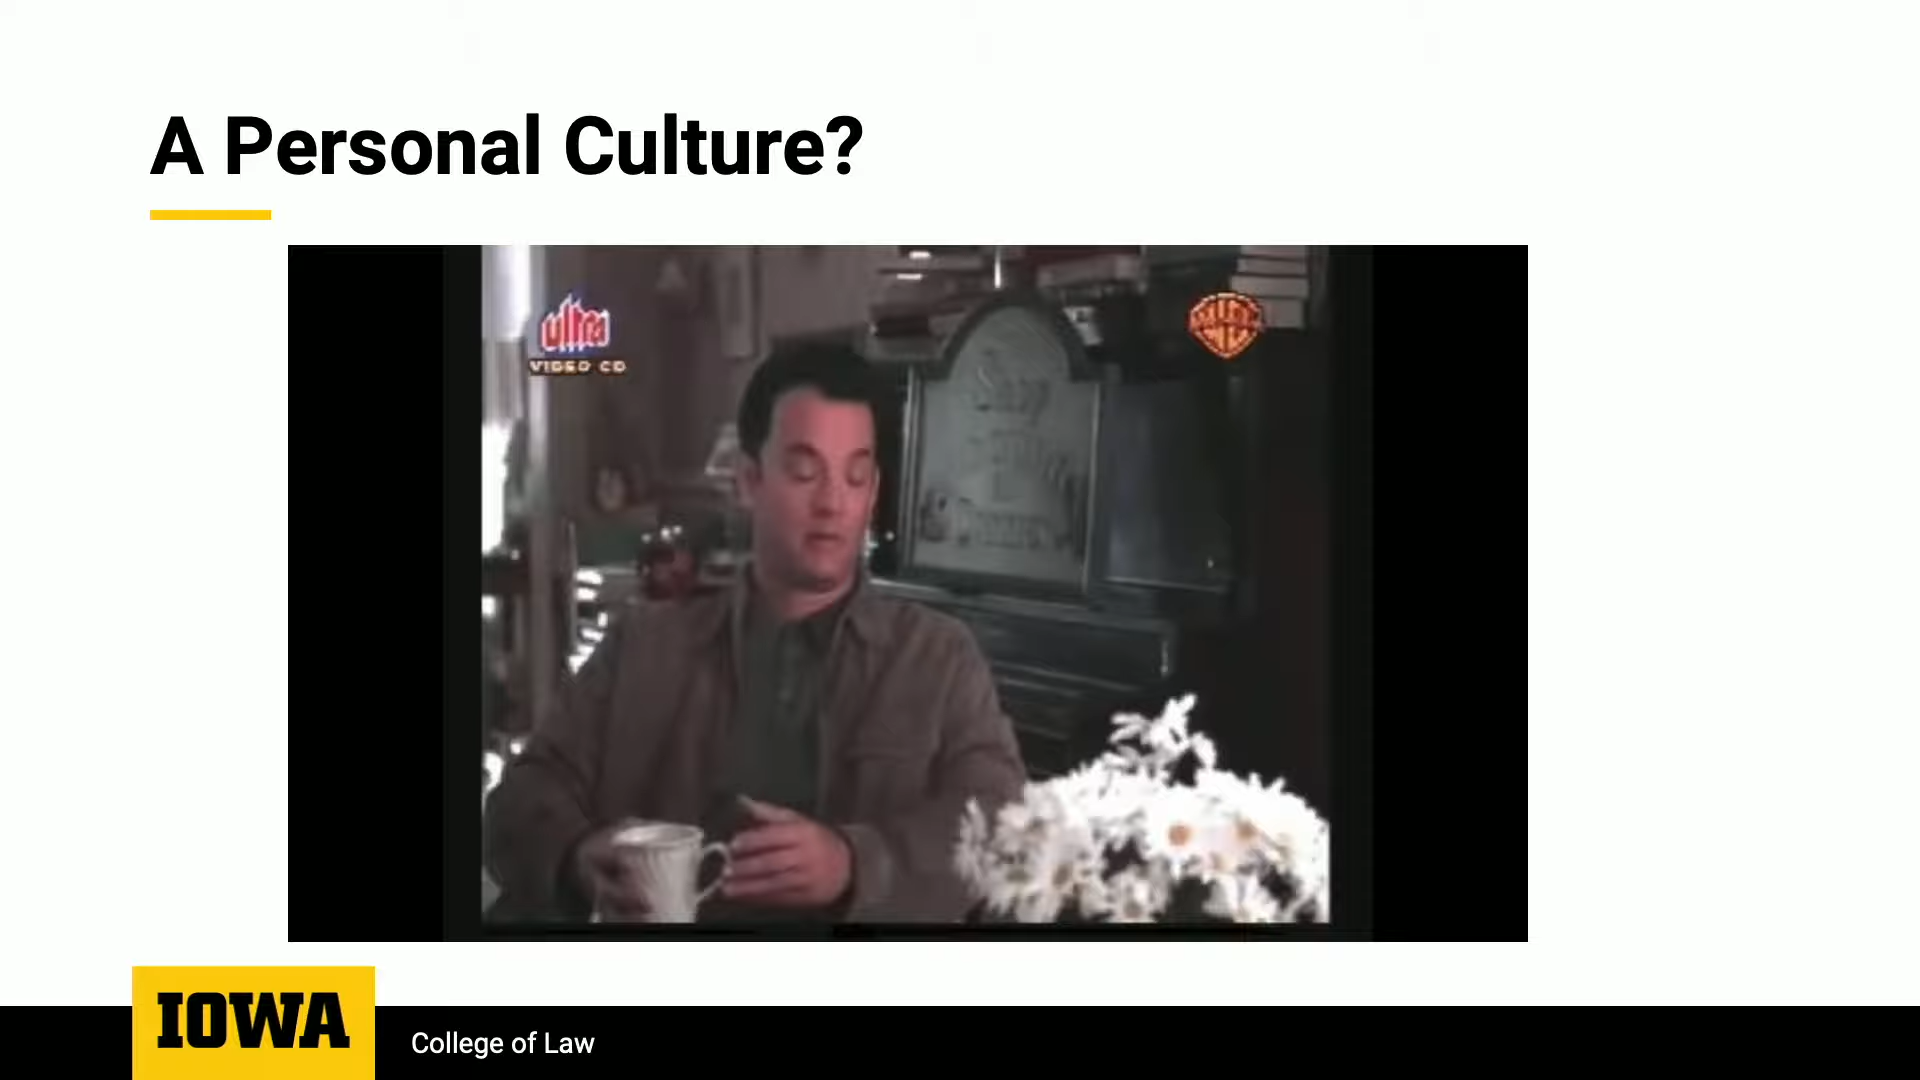 A Personal Culture?
ultra
VIDEO CD
IOWA
College of Law